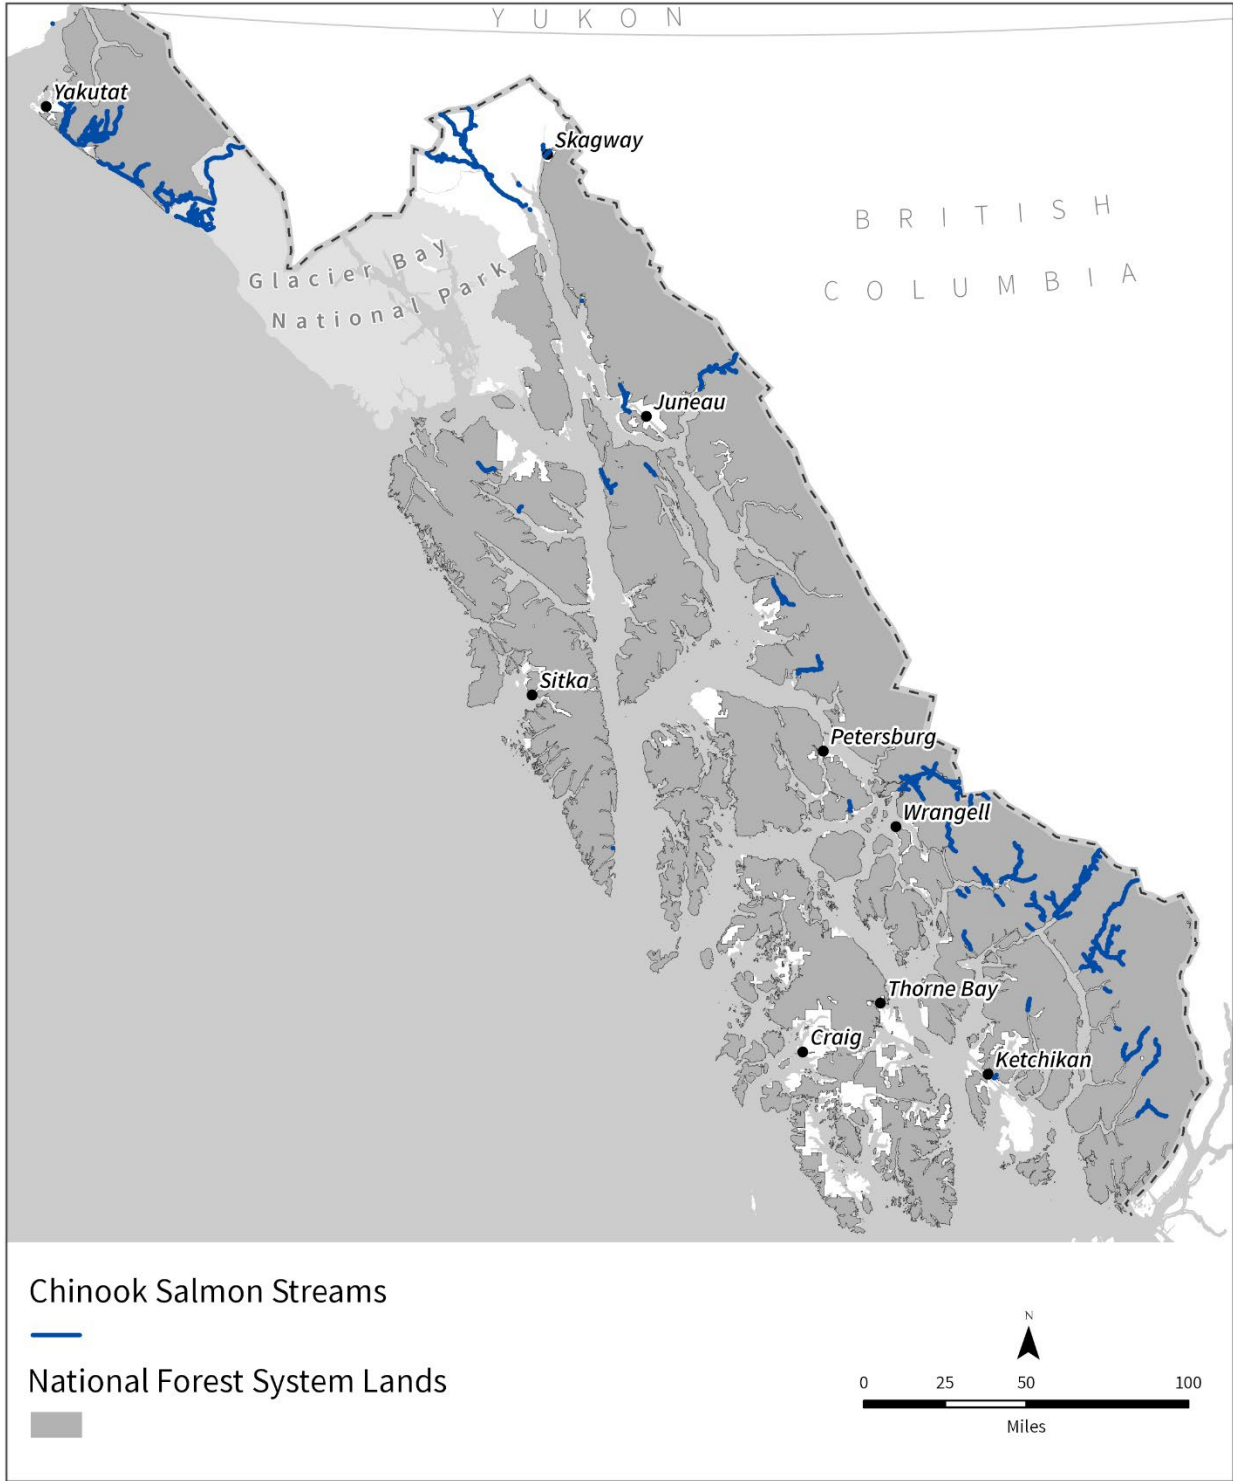 YUKON
Yakutat
Skagway
BRITISH
COLUMBIA
Glacier Bay
National Park
Juneau
Sitka
Petersburg
Wrangell
Thorne Bay
Craig
Ketchikan
Chinook Salmon Streams
National Forest System Lands
N
0 25 50 100
Miles